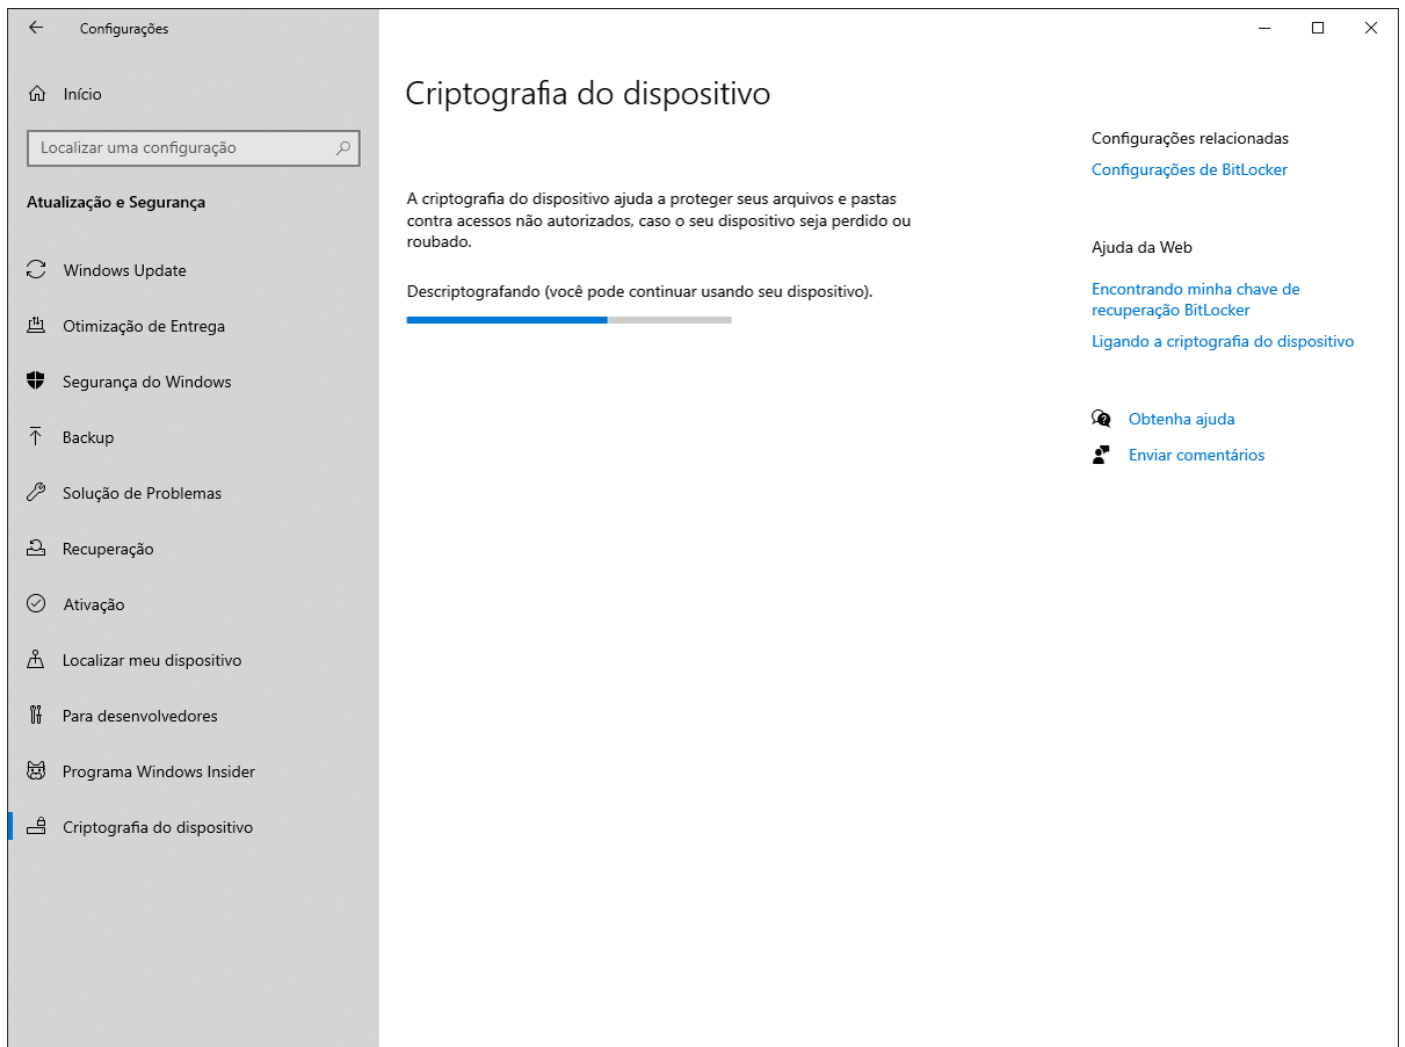 Configurações
Início
Localizar uma configuração
Atualização e Segurança
Windows Update
Otimização de Entrega
Segurança do Windows
Backup
Solução de Problemas
Recuperação
Ativação
Localizar meu dispositivo
Para desenvolvedores
Programa Windows Insider
Criptografia do dispositivo
Criptografia do dispositivo
A criptografia do dispositivo ajuda a proteger seus arquivos e pastas
contra acessos não autorizados, caso o seu dispositivo seja perdido ou
roubado.
Descriptografando (você pode continuar usando seu dispositivo).
Configurações relacionadas
Configurações de BitLocker
Ajuda da Web
Encontrando minha chave de
recuperação BitLocker
Ligando a criptografia do dispositivo
Obtenha ajuda
Enviar comentários